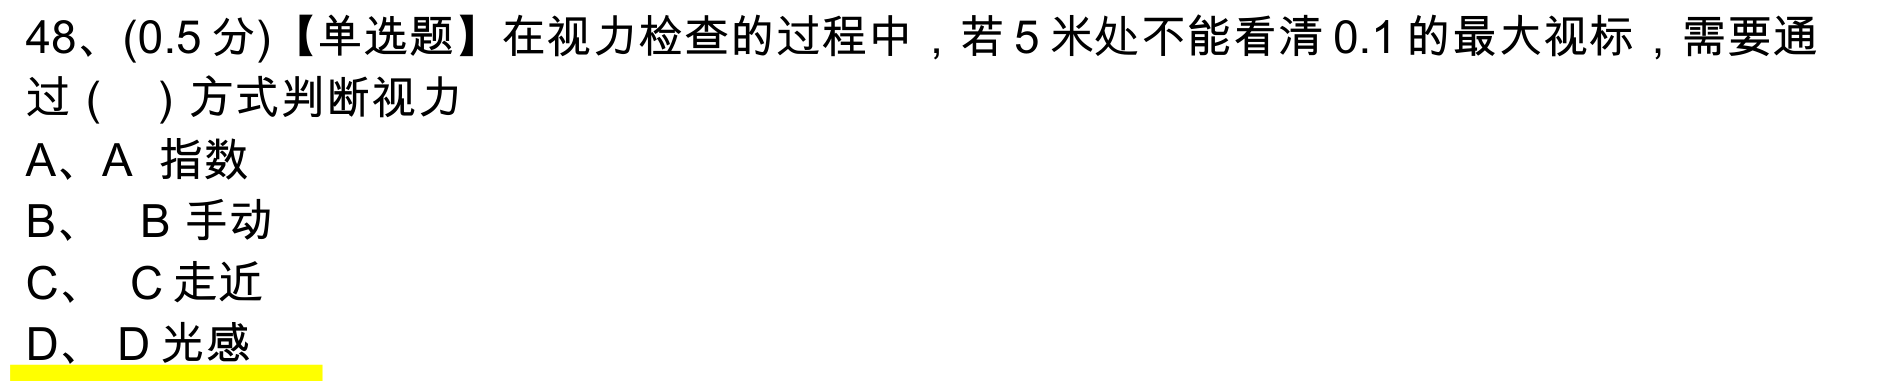 48、(0.5 分)【单选题】在视力检查的过程中，若 5 米处不能看清 0.1 的最大视标，需要通
过（　）方式判断视力
A、A 指数
B、 B 手动
C、 C 走近
D、 D 光感